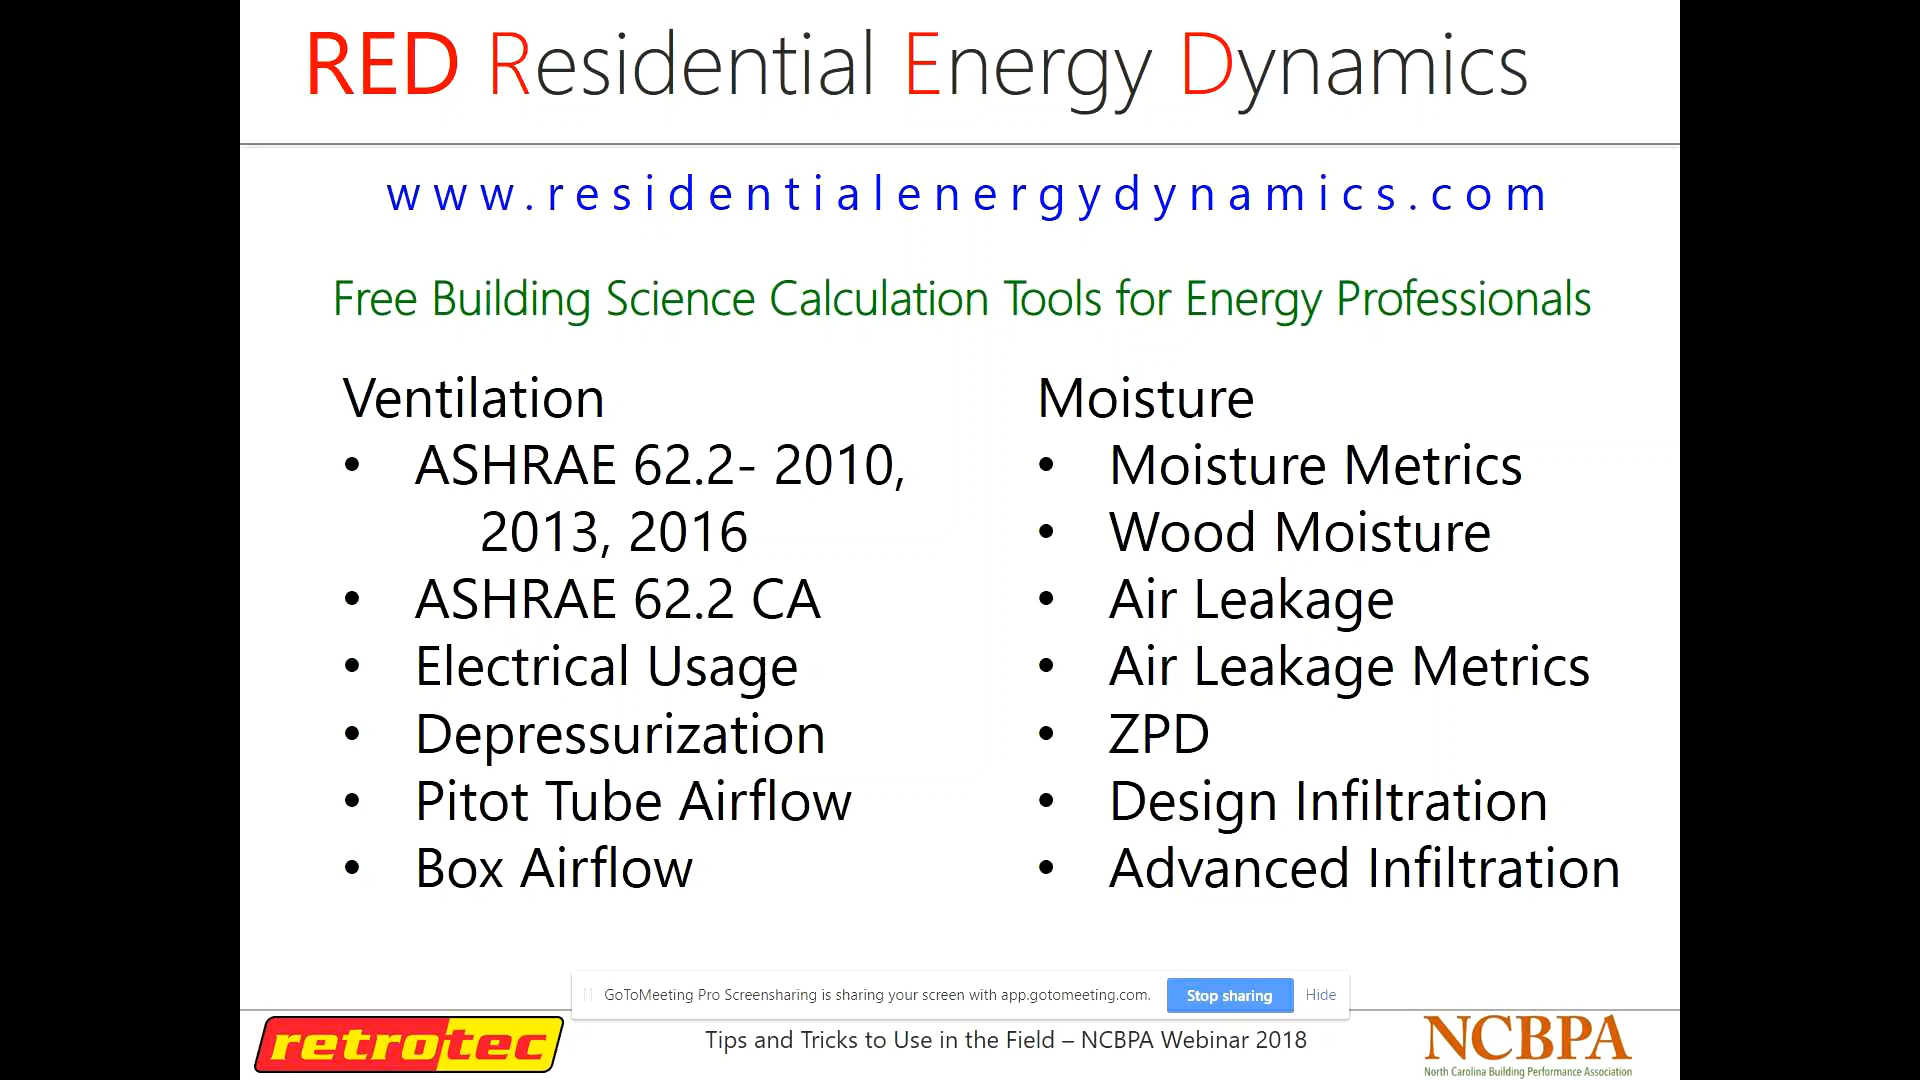 RED Residential Energy Dynamics
www.residentialenergydynamics.com
Free Building Science Calculation Tools for Energy Professionals
Ventilation
• ASHRAE 62.2- 2010,
2013, 2016
• ASHRAE 62.2 CA
• Electrical Usage
• Depressurization
• Pitot Tube Airflow
• Box Airflow
Moisture
• Moisture Metrics
• Wood Moisture
• Air Leakage
• Air Leakage Metrics
• ZPD
• Design Infiltration
• Advanced Infiltration
GoToMeeting Pro Screensharing is sharing your screen with app.gotomeeting.com. Stop sharing Hide
retrotec
Tips and Tricks to Use in the Field – NCBPA Webinar 2018
NCBPA
North Carolina Building Performance Association